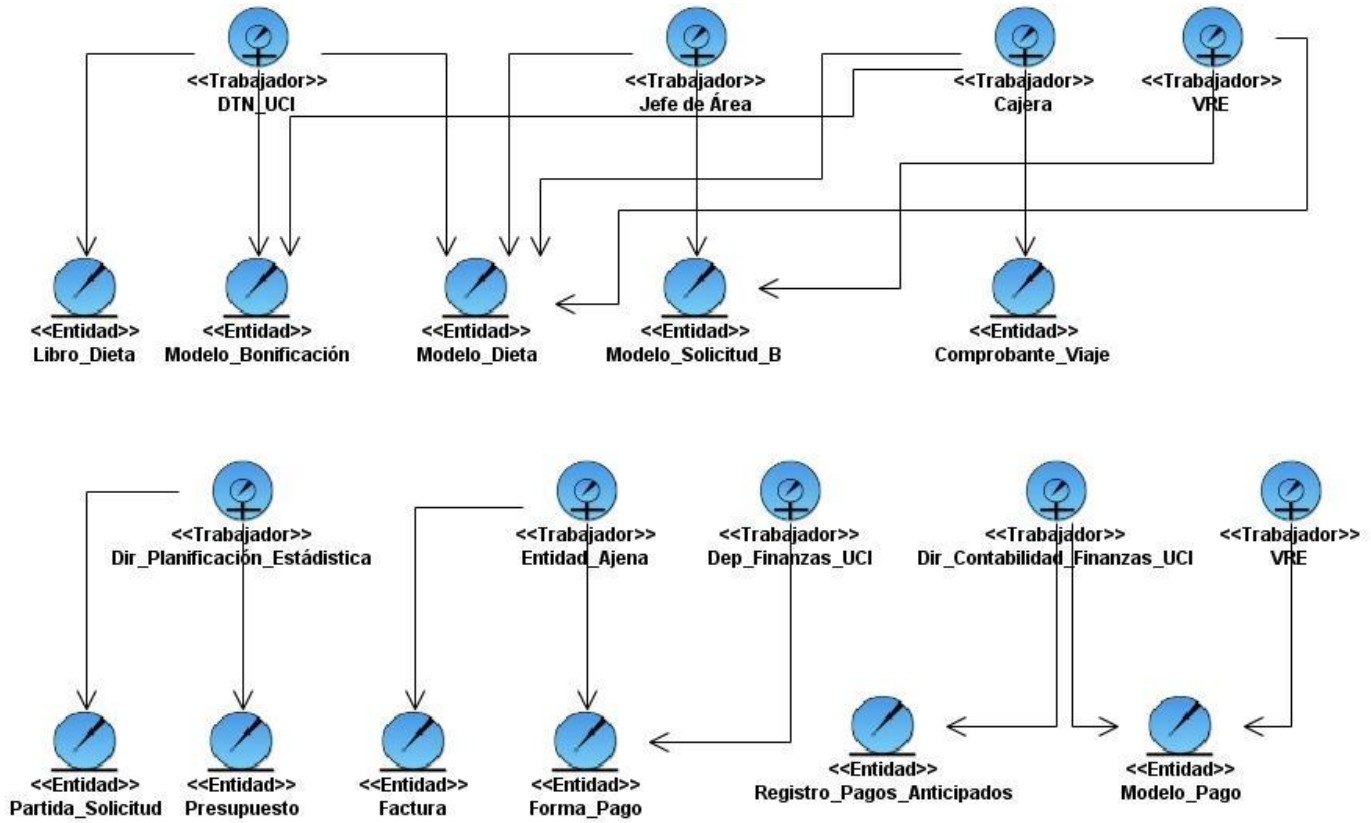 <<Trabajador>>
DTN_UCI
<<Trabajador>>
Jefe de Área
<<Trabajador>>
Cajera
<<Trabajador>>
VRE
<<Entidad>>
Libro_Dieta
<<Entidad>>
Modelo_Bonificación
<<Entidad>>
Modelo_Dieta
<<Entidad>>
Modelo_Solicitud_B
<<Entidad>>
Comprobante_Viaje
<<Trabajador>>
Dir_Planificación_Estádistica
<<Trabajador>>
Entidad_Ajena
<<Trabajador>>
Dep_Finanzas_UCI
<<Trabajador>>
Dir_Contabilidad_Finanzas_UCI
<<Trabajador>>
VRE
<<Entidad>>
Partida_Solicitud
<<Entidad>>
Presupuesto
<<Entidad>>
Factura
<<Entidad>>
Forma_Pago
<<Entidad>>
Registro_Pagos_Anticipados
<<Entidad>>
Modelo_Pago